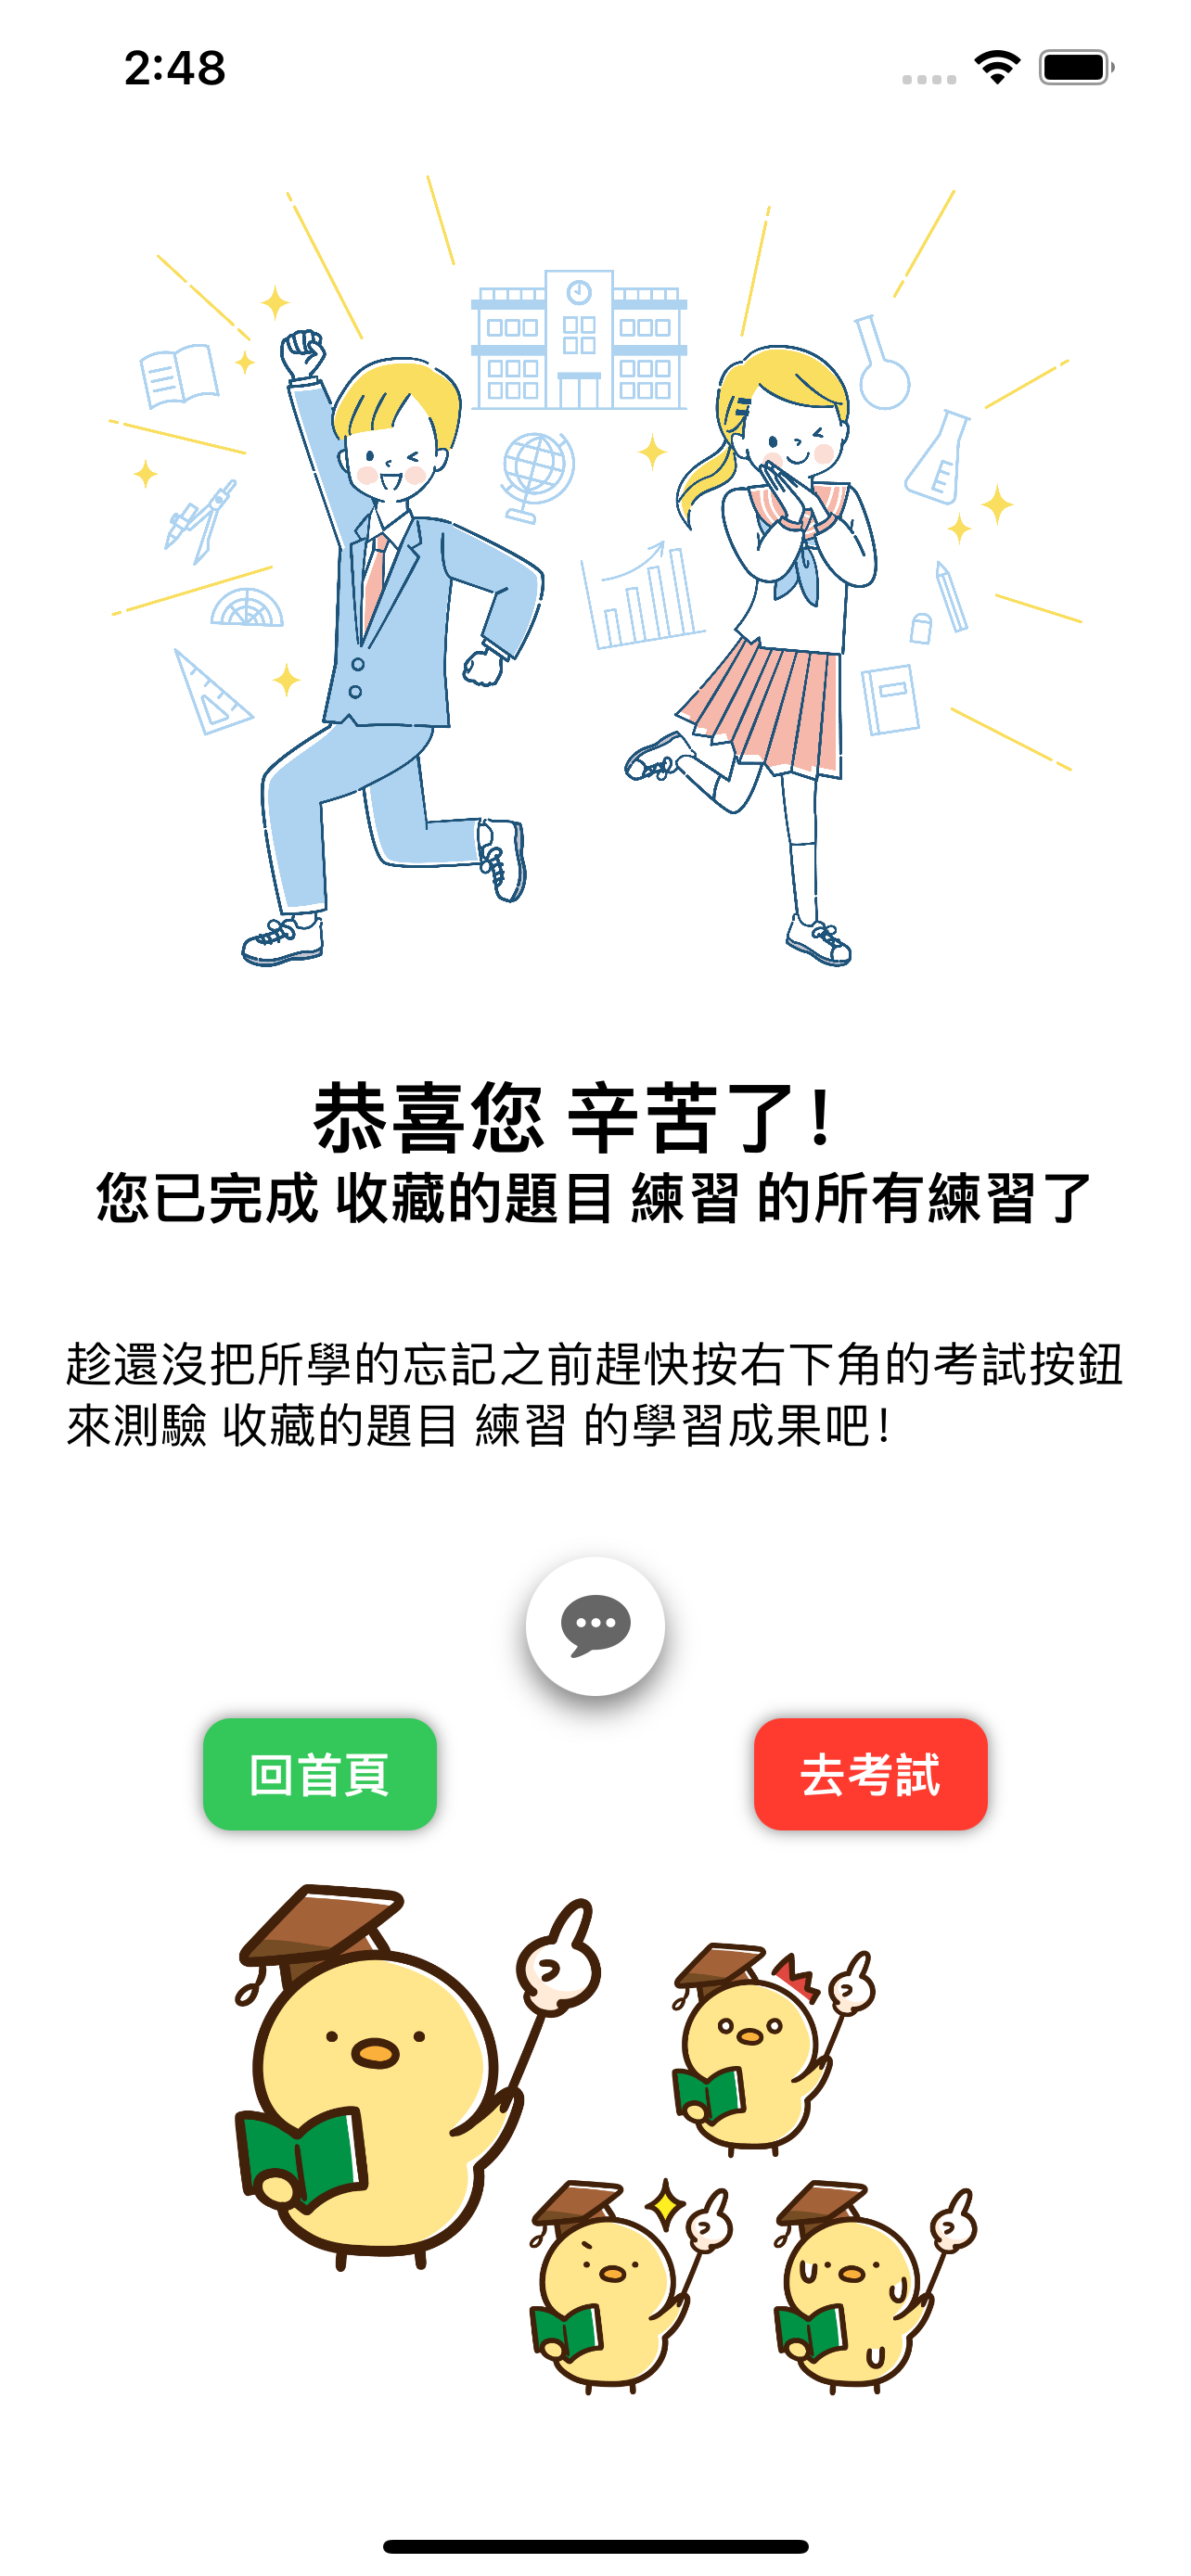 2:48
恭喜您 辛苦了！
您已完成 收藏的題目 練習 的所有練習了
趁還沒把所學的忘記之前趕快按右下角的考試按鈕
來測驗 收藏的題目 練習 的學習成果吧！
回首頁
去考試